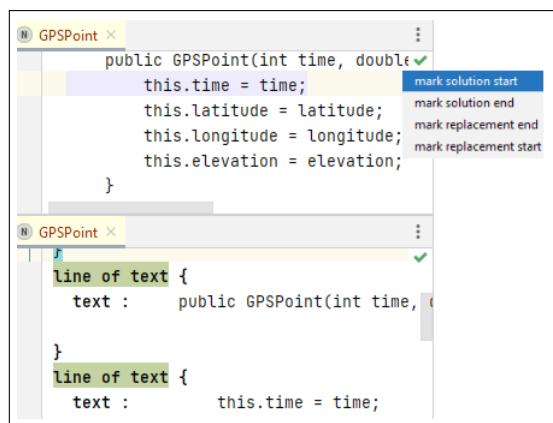 N GPSPoint ×
public GPSPoint(int time, double
this.time = time;
this.latitude = latitude;
this.longitude = longitude;
this.elevation = elevation;
}
mark solution start
mark solution end
mark replacement end
mark replacement start
N GPSPoint ×
}
line of text {
text : public GPSPoint(int time,
}
line of text {
text : this.time = time;